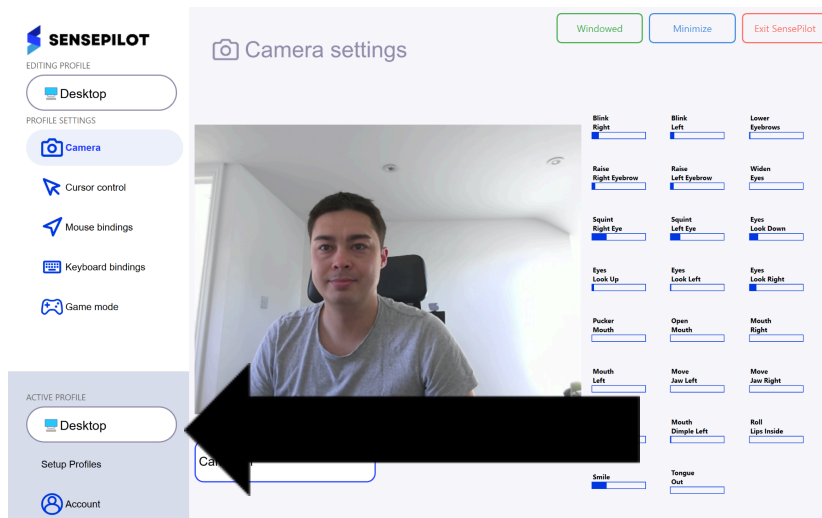 SENSEPILOT
EDITING PROFILE
Desktop
PROFILE SETTINGS
Camera
Cursor control
Mouse bindings
Keyboard bindings
Game mode
ACTIVE PROFILE
Desktop
Setup Profiles
Account
Camera settings
Windowed
Minimize
Exit SensePilot
Blink
Right
Blink
Left
Lower
Eyebrows
Raise
Right Eyebrow
Raise
Left Eyebrow
Widen
Eyes
Squint
Right Eye
Squint
Left Eye
Eyes
Look Down
Eyes
Look Up
Eyes
Look Left
Eyes
Look Right
Pucker
Mouth
Open
Mouth
Mouth
Right
Mouth
Left
Move
Jaw Left
Move
Jaw Right
Mouth
Dimple Left
Roll
Lips Inside
Smile
Tongue
Out